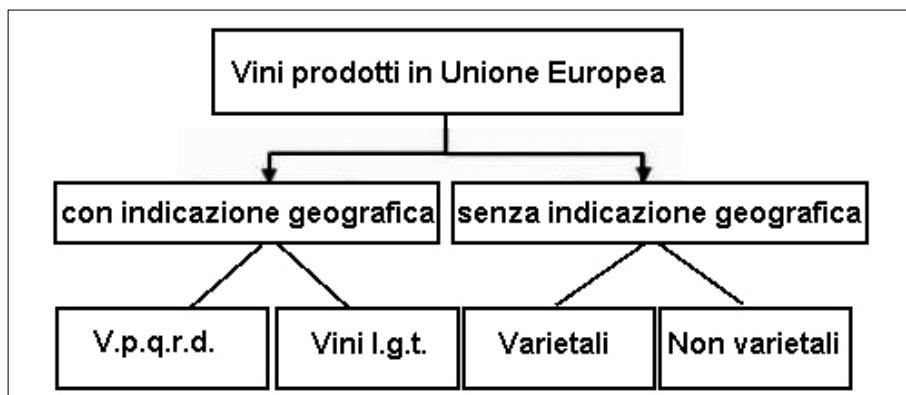 Vini prodotti in Unione Europea
con indicazione geografica
senza indicazione geografica
V.p.q.r.d.
Vini I.g.t.
Varietali
Non varietali